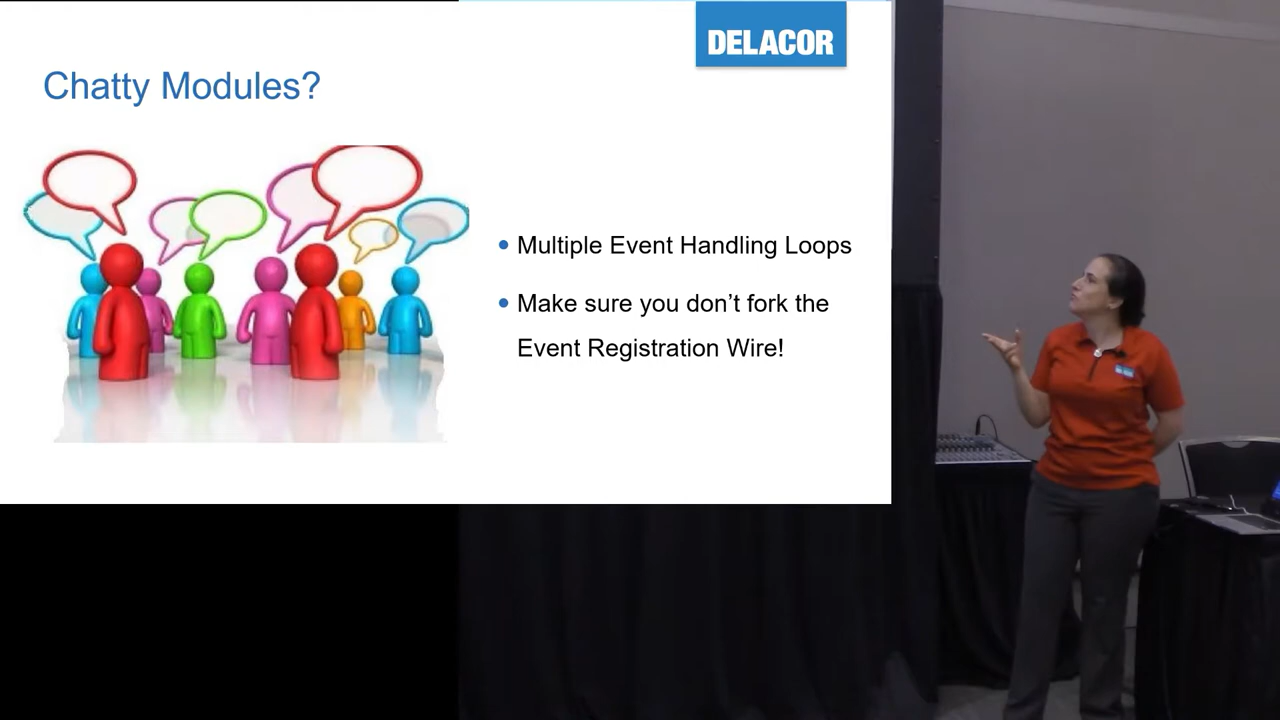 DELACOR
Chatty Modules?
Multiple Event Handling Loops
Make sure you don't fork the
Event Registration Wire!